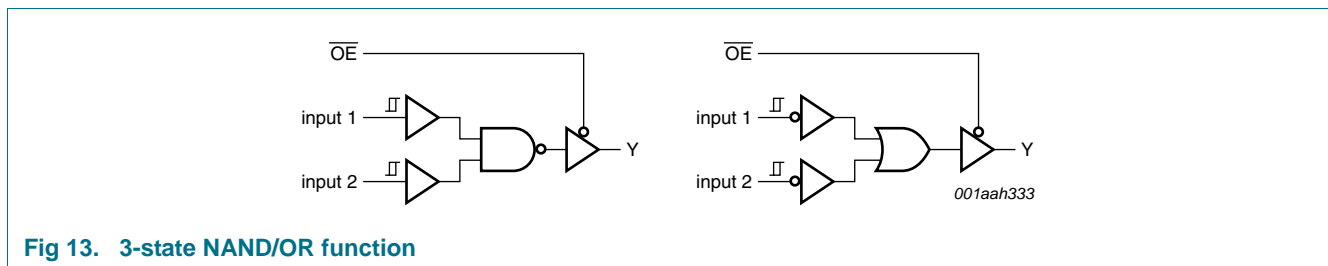 OE
OE
input 1
input 1
Y
Y
input 2
input 2
001aah333
Fig 13. 3-state NAND/OR function